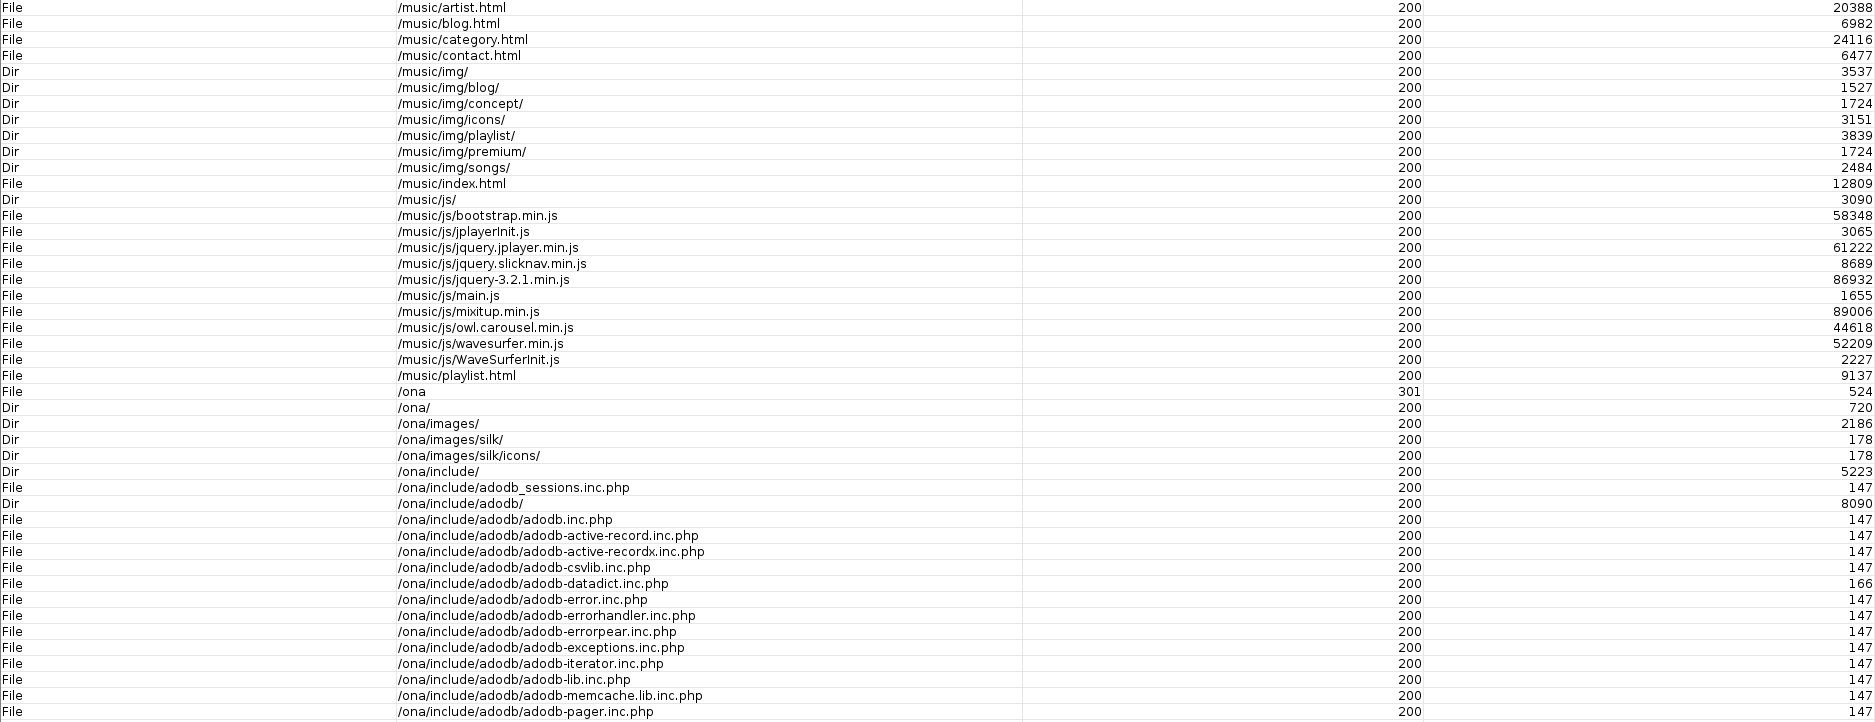 File /music/artist.html 200 20388
File /music/blog.html 200 6982
File /music/category.html 200 24116
File /music/contact.html 200 6477
Dir /music/img/ 200 3537
Dir /music/img/blog/ 200 1527
Dir /music/img/concept/ 200 1724
Dir /music/img/icons/ 200 3151
Dir /music/img/playlist/ 200 3839
Dir /music/img/premium/ 200 1724
Dir /music/img/songs/ 200 2484
File /music/index.html 200 12809
Dir /music/js/ 200 3090
File /music/js/bootstrap.min.js 200 58348
File /music/js/jplayerInit.js 200 3065
File /music/js/jquery.jplayer.min.js 200 61222
File /music/js/jquery.slicknav.min.js 200 8689
File /music/js/jquery-3.2.1.min.js 200 86932
File /music/js/main.js 200 1655
File /music/js/mixitup.min.js 200 89006
File /music/js/owl.carousel.min.js 200 44618
File /music/js/wavesurfer.min.js 200 52209
File /music/js/WaveSurferInit.js 200 2227
File /music/playlist.html 200 9137
File /ona 301 524
Dir /ona/ 200 720
Dir /ona/images/ 200 2186
Dir /ona/images/silk/ 200 178
Dir /ona/images/silk/icons/ 200 178
Dir /ona/include/ 200 5223
File /ona/include/adodb_sessions.inc.php 200 147
Dir /ona/include/adodb/ 200 8090
File /ona/include/adodb/adodb.inc.php 200 147
File /ona/include/adodb/adodb-active-record.inc.php 200 147
File /ona/include/adodb/adodb-active-recordx.inc.php 200 147
File /ona/include/adodb/adodb-csvlib.inc.php 200 147
File /ona/include/adodb/adodb-datadict.inc.php 200 166
File /ona/include/adodb/adodb-error.inc.php 200 147
File /ona/include/adodb/adodb-errorhandler.inc.php 200 147
File /ona/include/adodb/adodb-errorpear.inc.php 200 147
File /ona/include/adodb/adodb-exceptions.inc.php 200 147
File /ona/include/adodb/adodb-iterator.inc.php 200 147
File /ona/include/adodb/adodb-lib.inc.php 200 147
File /ona/include/adodb/adodb-memcache.lib.inc.php 200 147
File /ona/include/adodb/adodb-pager.inc.php 200 147